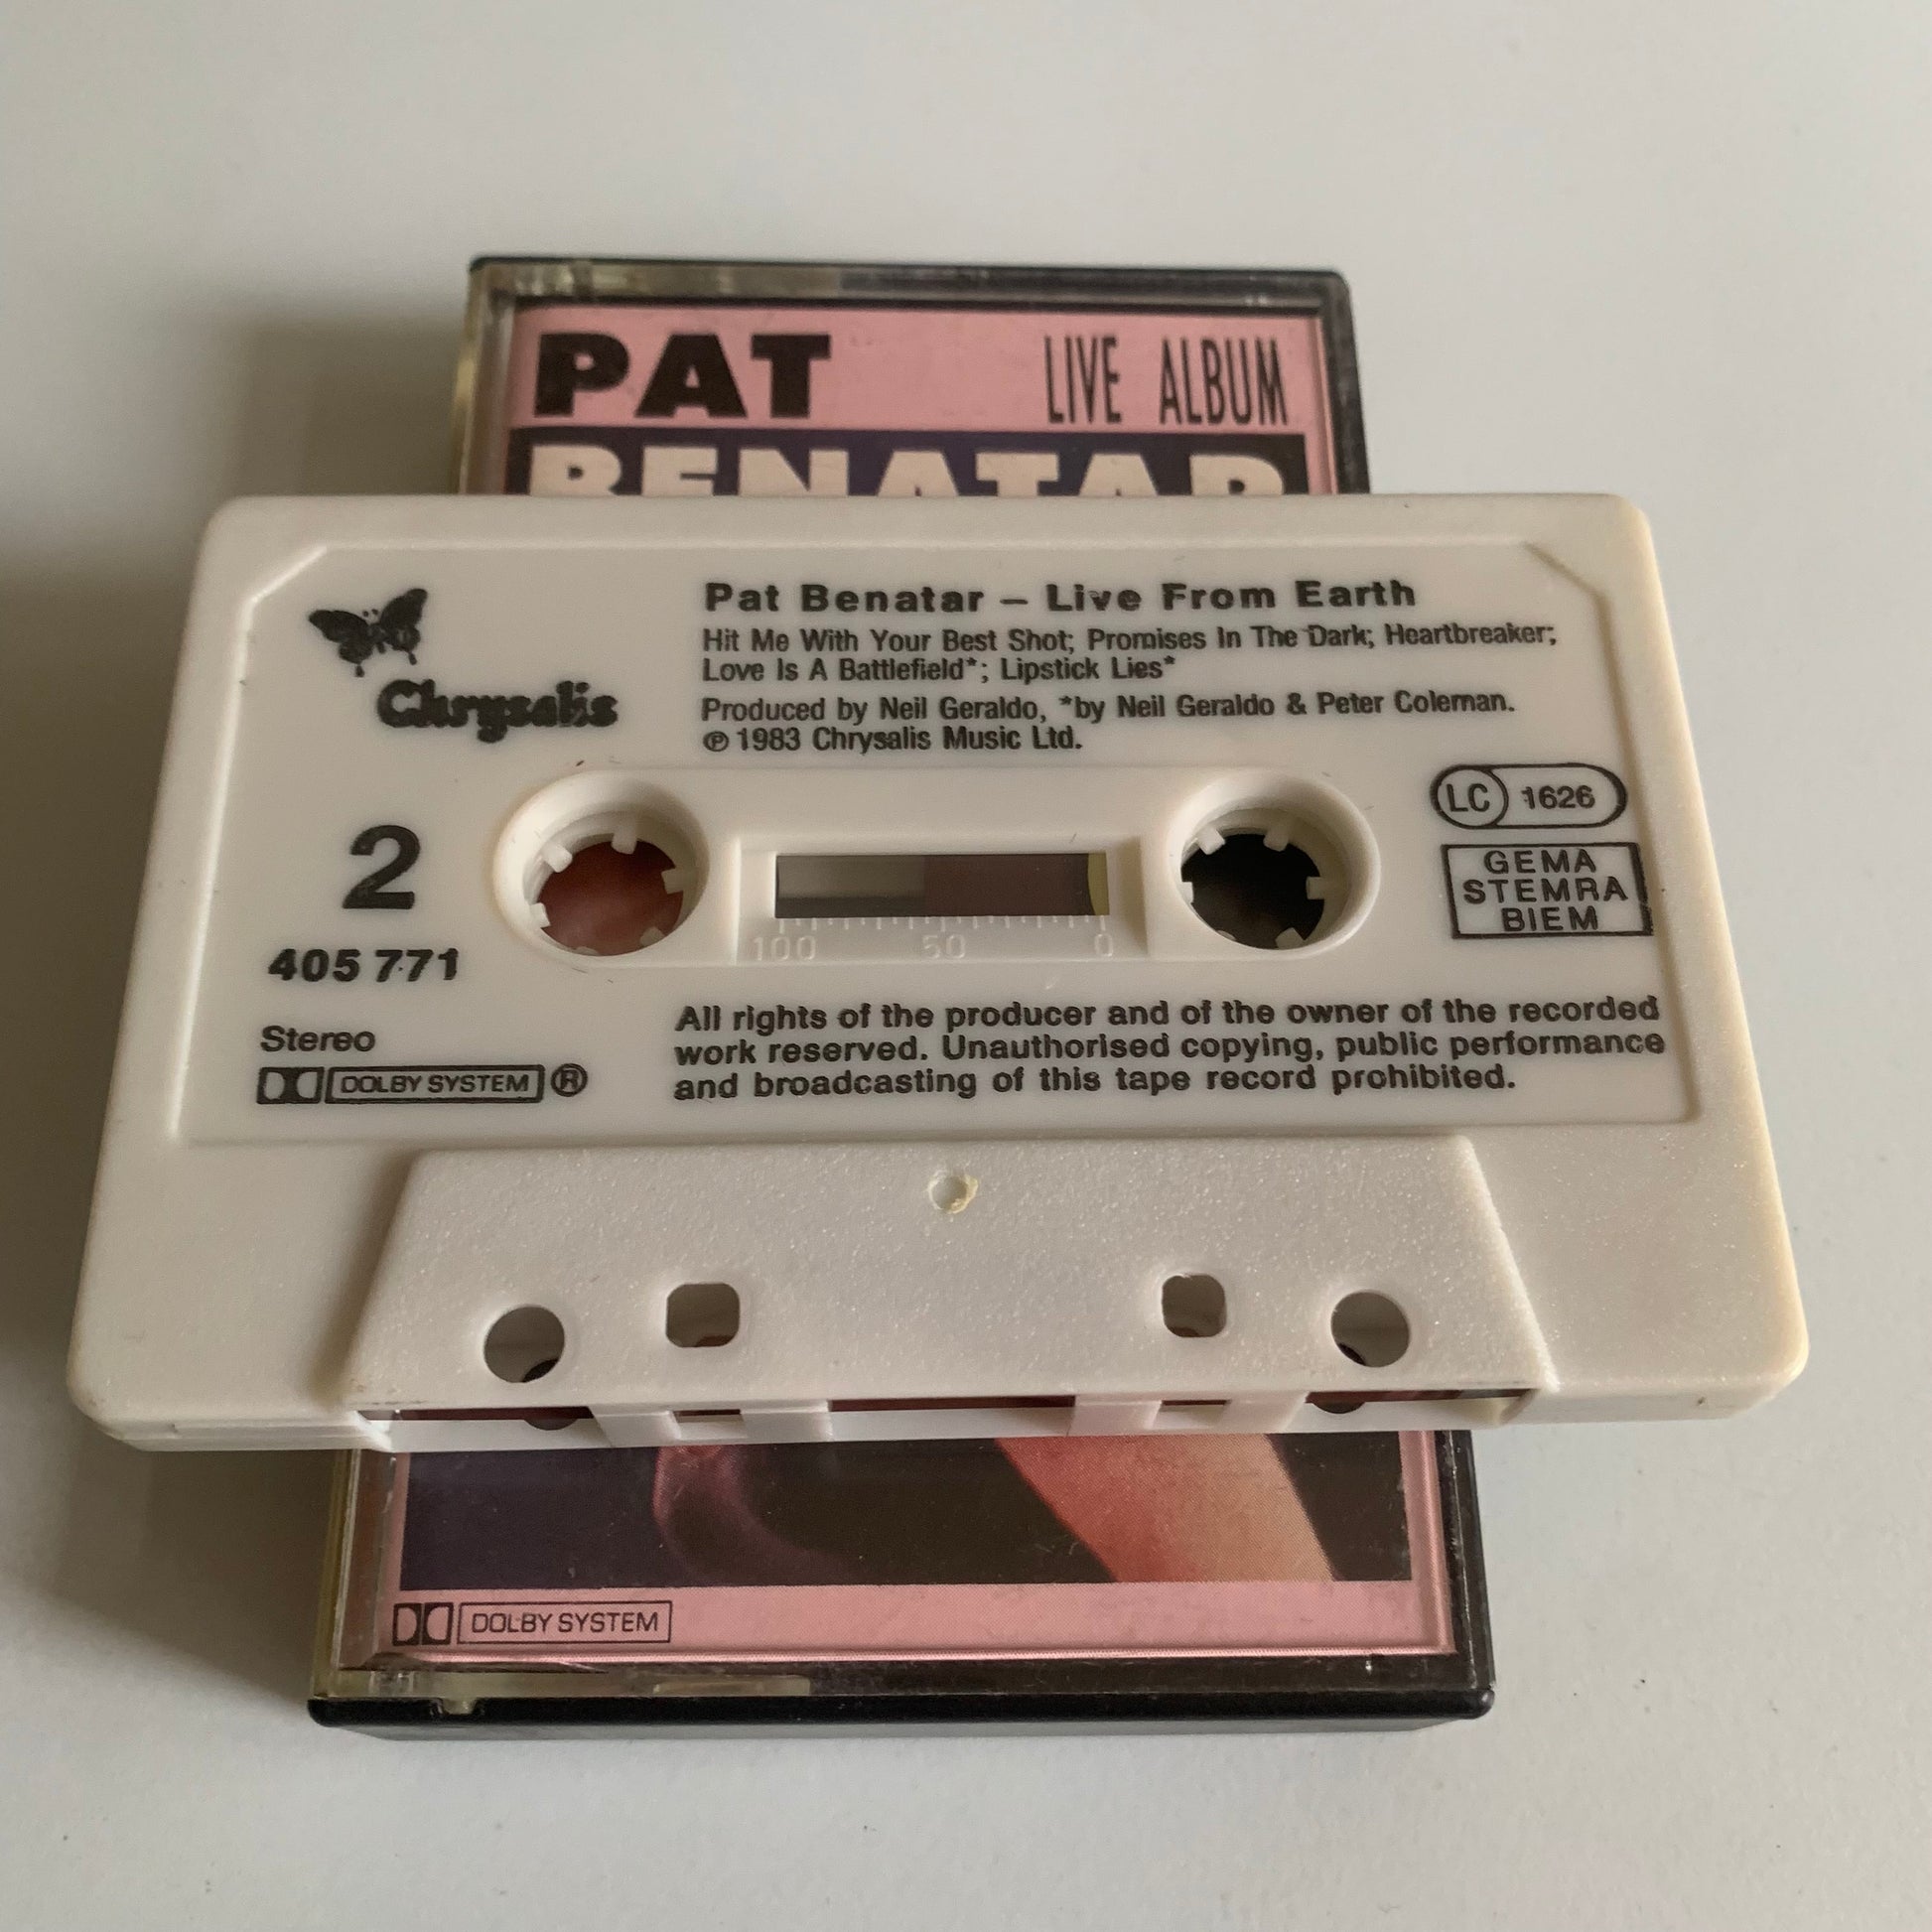 PAT LIVE ALBUM
BENATAR
Pat Benatar – Live From Earth
Hit Me With Your Best Shot; Promises In The Dark; Heartbreaker;
Love Is A Battlefield*; Lipstick Lies*
Produced by Neil Geraldo, *by Neil Geraldo & Peter Coleman.
℗ 1983 Chrysalis Music Ltd.
Chrysalis
LC 1626
GEMA
STEMRA
BIEM
2
100 50 0
405 771
Stereo
DOLBY SYSTEM ®
All rights of the producer and of the owner of the recorded
work reserved. Unauthorised copying, public performance
and broadcasting of this tape record prohibited.
DOLBY SYSTEM